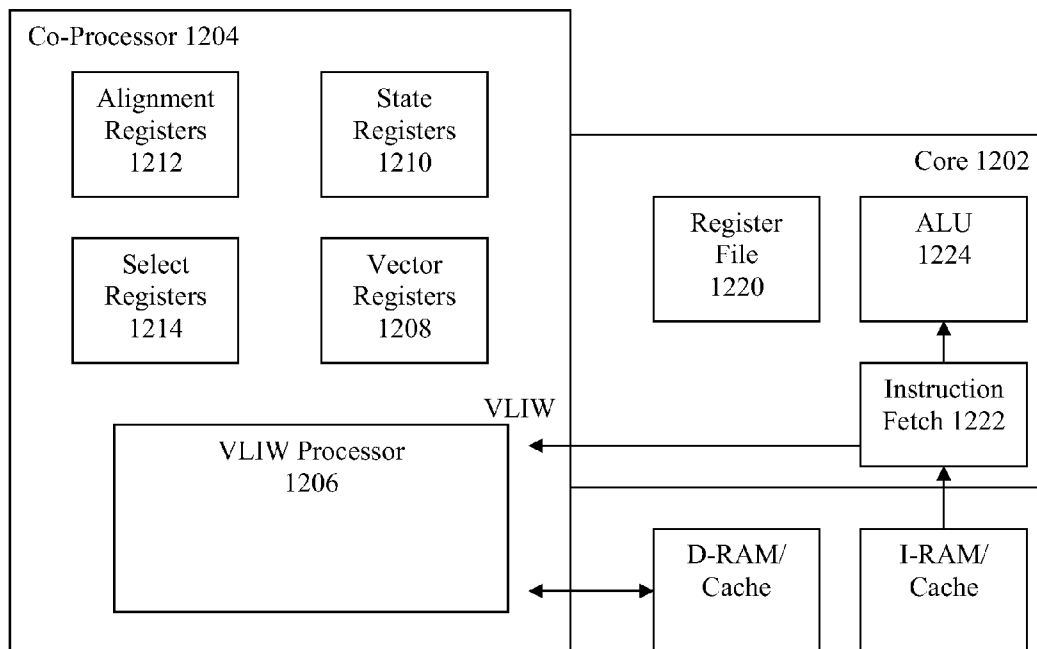 Co-Processor 1204
Alignment
Registers
1212
State
Registers
1210
Select
Registers
1214
Vector
Registers
1208
VLIW
VLIW Processor
1206
Core 1202
Register
File
1220
ALU
1224
Instruction
Fetch 1222
D-RAM/
Cache
I-RAM/
Cache